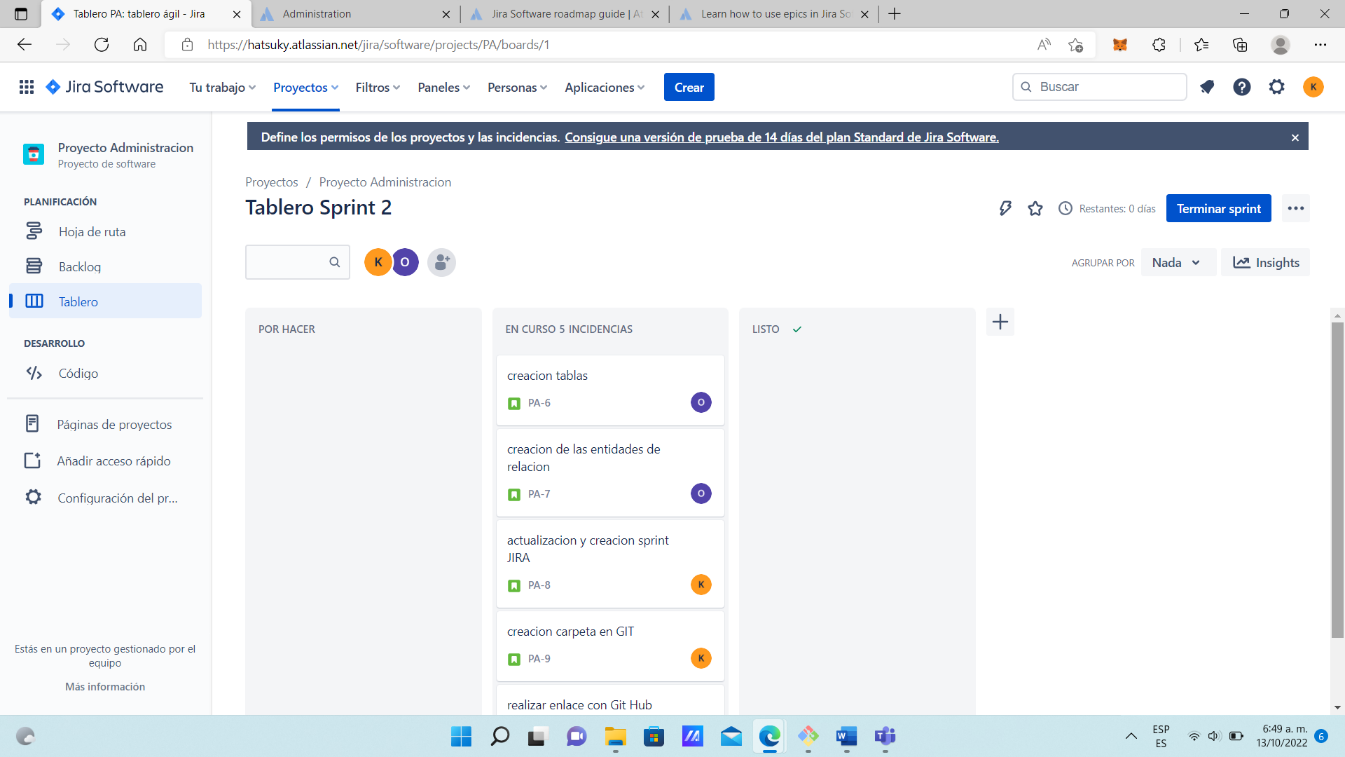 Tablero PA: tablero ágil - Jira
Administration
Jira Software roadmap guide | A
Learn how to use epics in Jira So
https://hatsuky.atlassian.net/jira/software/projects/PA/boards/1
Jira Software
Tu trabajo
Proyectos
Filtros
Paneles
Personas
Aplicaciones
Crear
Buscar
K
Proyecto Administracion
Proyecto de software
PLANIFICACIÓN
Hoja de ruta
Backlog
Tablero
DESARROLLO
Código
Páginas de proyectos
Añadir acceso rápido
Configuración del pr...
Estás en un proyecto gestionado por el
equipo
Más información
Define los permisos de los proyectos y las incidencias. Consigue una versión de prueba de 14 días del plan Standard de Jira Software.
Proyectos / Proyecto Administracion
Tablero Sprint 2
Restantes: 0 días
Terminar sprint
K
O
AGRUPAR POR
Nada
Insights
POR HACER
EN CURSO 5 INCIDENCIAS
creacion tablas
PA-6
O
creacion de las entidades de
relacion
PA-7
O
actualizacion y creacion sprint
JIRA
PA-8
K
creacion carpeta en GIT
PA-9
K
realizar enlace con Git Hub
LISTO
ESP
ES
6:49 a. m.
13/10/2022
6